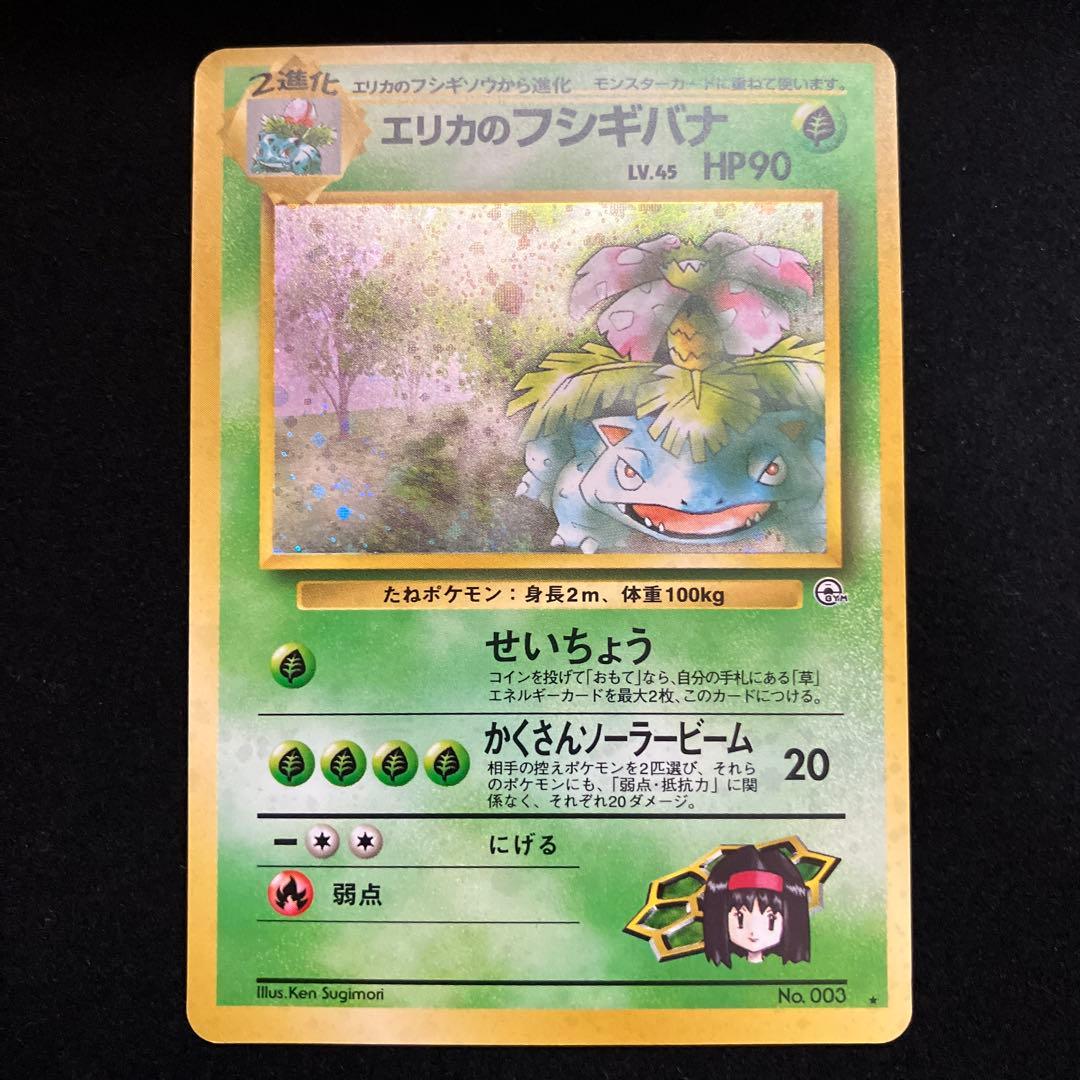 2進化 エリカのフシギソウから進化 モンスターカードに重ねて使います。
エリカのフシギバナ
LV.45 HP90
たねポケモン：身長2m、体重100kg
GYM
せいちょう
コインを投げて「おもて」なら、自分の手札にある「草」
エネルギーカードを最大2枚、このカードにつける。
かくさんソーラービーム 20
相手の控えポケモンを2匹選び、それら
のポケモンにも、「弱点・抵抗力」に関
係なく、それぞれ20ダメージ。
にげる
弱点
Illus.Ken Sugimori No. 003 ★